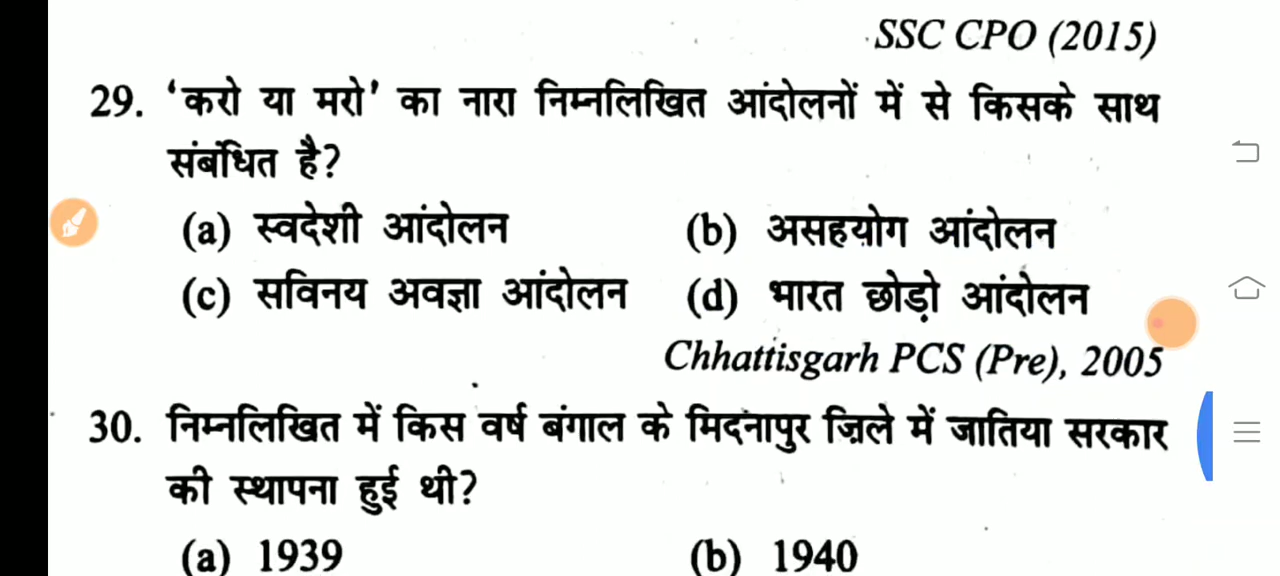 SSC CPO (2015)
29. 'करो या मरो' का नारा निम्नलिखित आंदोलनों में से किसके साथ
संबंधित है?
(a) स्वदेशी आंदोलन (b) असहयोग आंदोलन
(c) सविनय अवज्ञा आंदोलन (d) भारत छोड़ो आंदोलन
Chhattisgarh PCS (Pre), 2005
30. निम्नलिखित में किस वर्ष बंगाल के मिदनापुर ज़िले में जातिया सरकार
की स्थापना हुई थी?
(a) 1939 (b) 1940